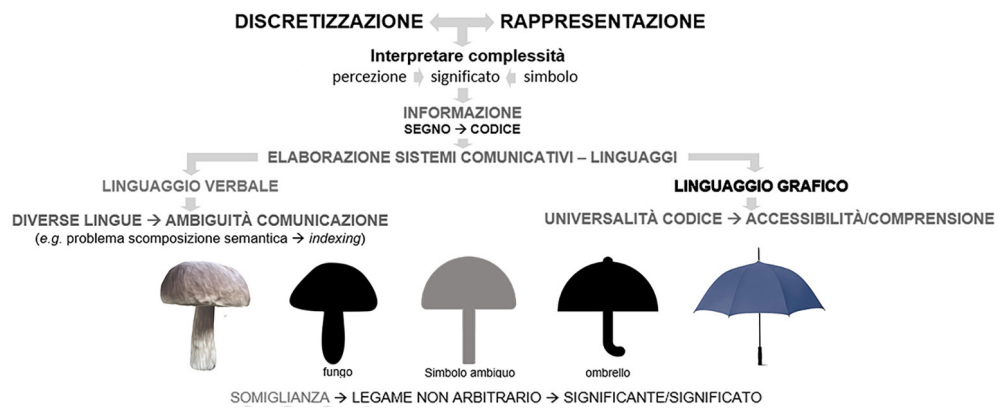 DISCRETIZZAZIONE RAPPRESENTAZIONE
Interpretare complessità
percezione significato simbolo
INFORMAZIONE
SEGNO → CODICE
ELABORAZIONE SISTEMI COMUNICATIVI – LINGUAGGI
LINGUAGGIO VERBALE
DIVERSE LINGUE → AMBIGUITÀ COMUNICAZIONE
(e.g. problema scomposizione semantica → indexing)
LINGUAGGIO GRAFICO
UNIVERSALITÀ CODICE → ACCESSIBILITÀ/COMPRENSIONE
fungo
Simbolo ambiguo
ombrello
SOMIGLIANZA → LEGAME NON ARBITRARIO → SIGNIFICANTE/SIGNIFICATO